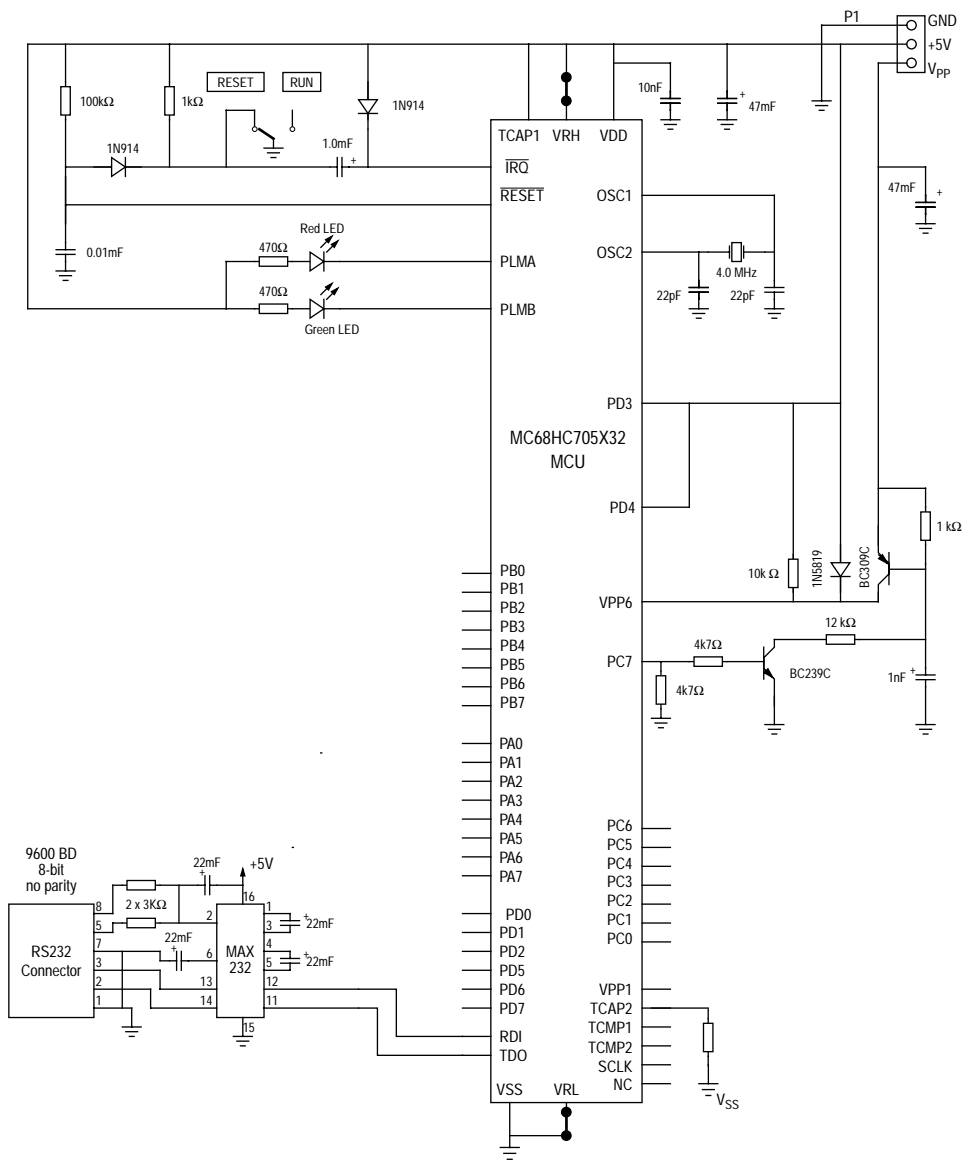 P1
GND
+5V
VPP
100kΩ
1kΩ
RESET
RUN
1N914
10nF
47mF
TCAP1
VRH
VDD
1N914
1.0mF
IRQ
RESET
OSC1
47mF
0.01mF
Red LED
470Ω
PLMA
OSC2
4.0 MHz
22pF
22pF
470Ω
Green LED
PLMB
PD3
MC68HC705X32
MCU
PD4
1 kΩ
10k Ω
1N5819
BC309C
VPP6
12 kΩ
PC7
4k7Ω
4k7Ω
BC239C
1nF
+
PB0
PB1
PB2
PB3
PB4
PB5
PB6
PB7
PA0
PA1
PA2
PA3
PA4
PA5
PA6
PA7
PC6
PC5
PC4
PC3
PC2
PC1
PC0
PD0
PD1
PD2
PD5
PD6
PD7
RDI
TDO
VPP1
TCAP2
TCMP1
TCMP2
SCLK
NC
VSS
VRL
VSS
9600 BD
8-bit
no parity
22mF
+5V
2 x 3KΩ
22mF
RS232
Connector
8
5
7
3
2
1
MAX
232
16
2
6
13
14
15
1
3
4
5
12
11
22mF
22mF